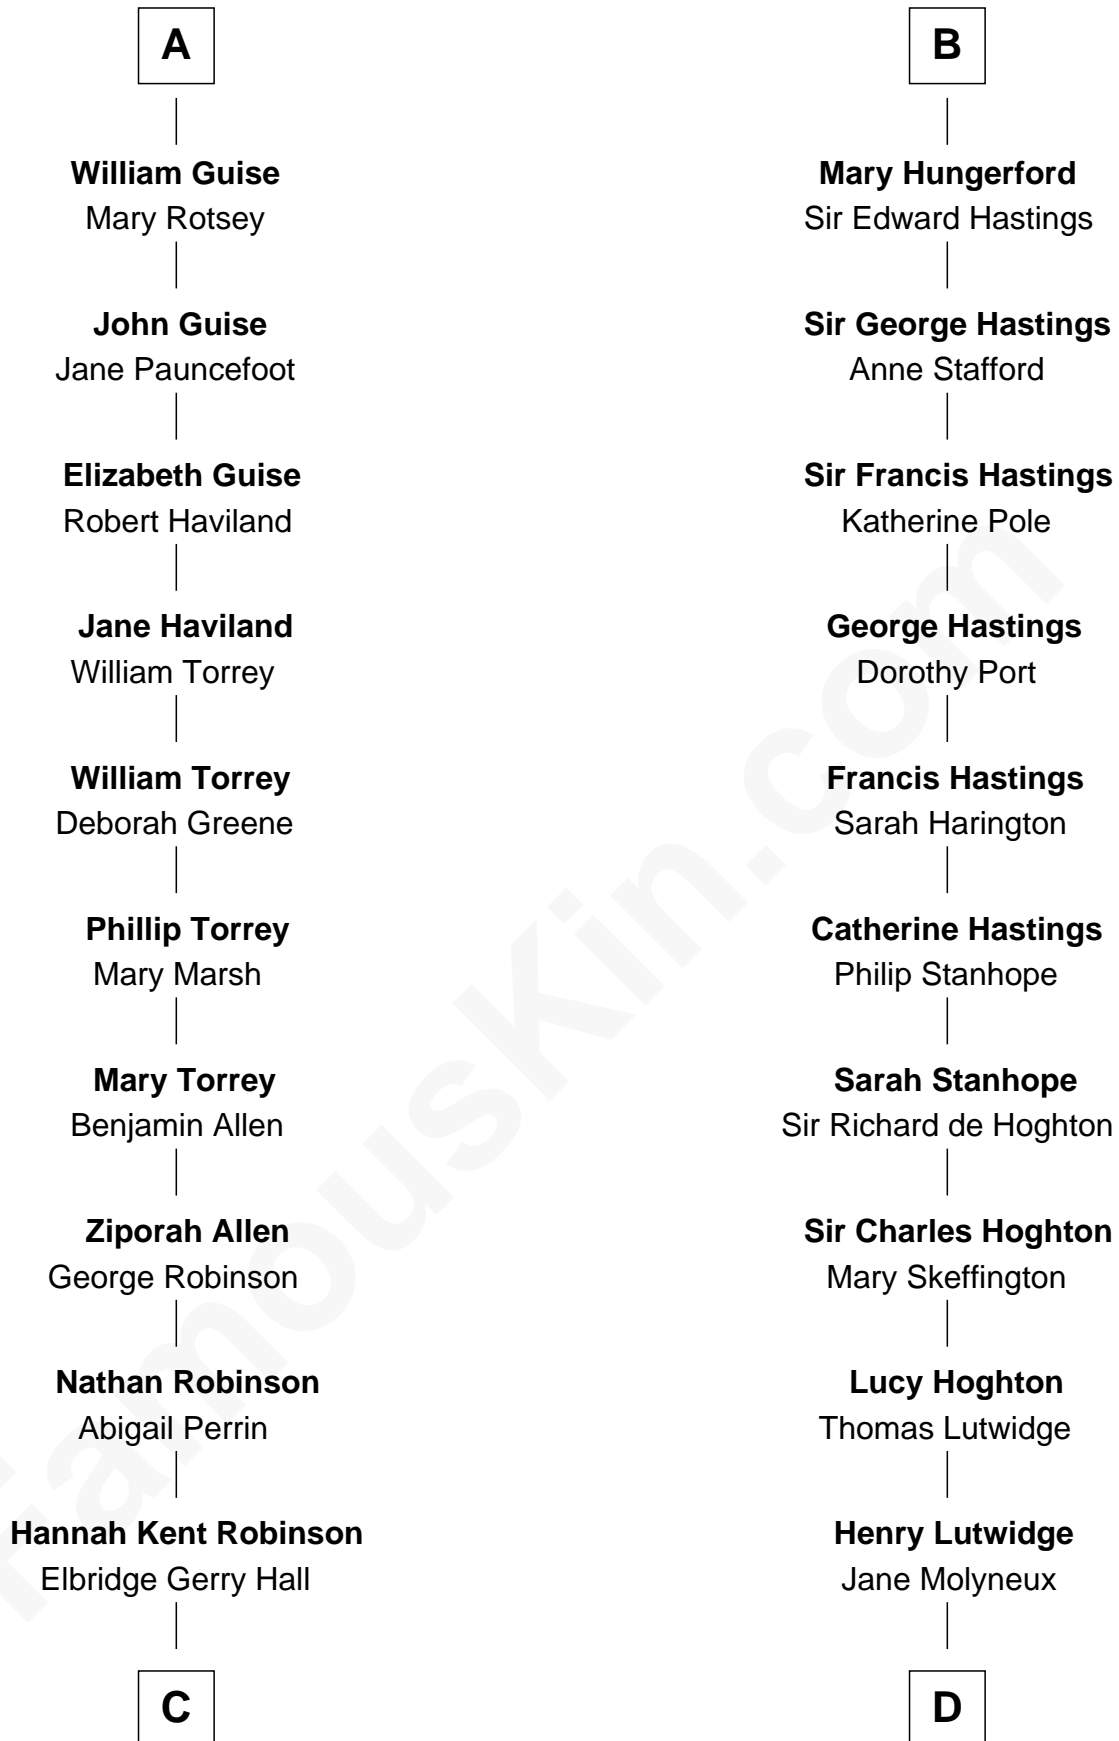 A
William Guise
Mary Rotsey
John Guise
Jane Pauncefoot
Elizabeth Guise
Robert Haviland
Jane Haviland
William Torrey
William Torrey
Deborah Greene
Phillip Torrey
Mary Marsh
Mary Torrey
Benjamin Allen
Ziporah Allen
George Robinson
Nathan Robinson
Abigail Perrin
Hannah Kent Robinson
Elbridge Gerry Hall
C
B
Mary Hungerford
Sir Edward Hastings
Sir George Hastings
Anne Stafford
Sir Francis Hastings
Katherine Pole
George Hastings
Dorothy Port
Francis Hastings
Sarah Harington
Catherine Hastings
Philip Stanhope
Sarah Stanhope
Sir Richard de Hoghton
Sir Charles Hoghton
Mary Skeffington
Lucy Hoghton
Thomas Lutwidge
Henry Lutwidge
Jane Molyneux
D
famouskin.com